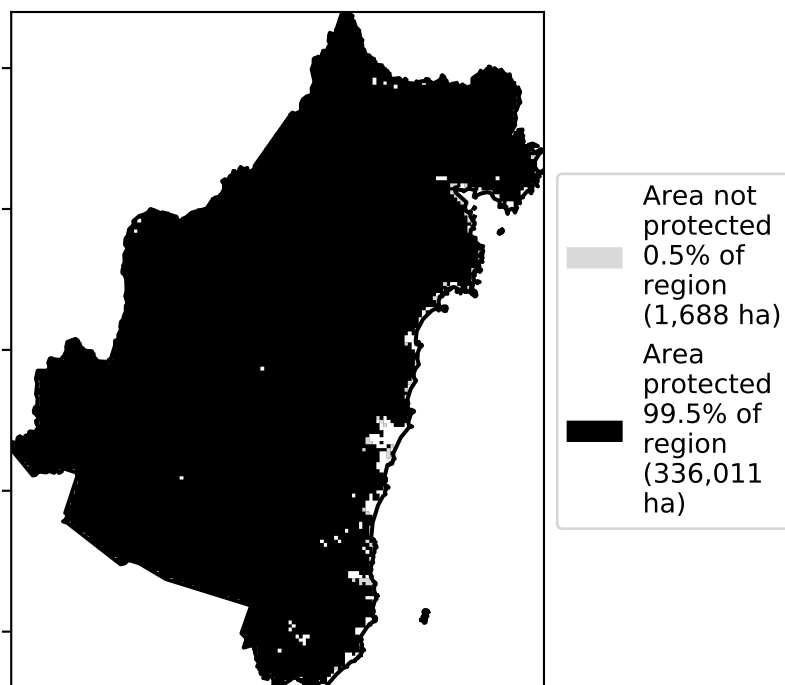 Area not
protected
0.5% of
region
(1,688 ha)
Area
protected
99.5% of
region
(336,011
ha)